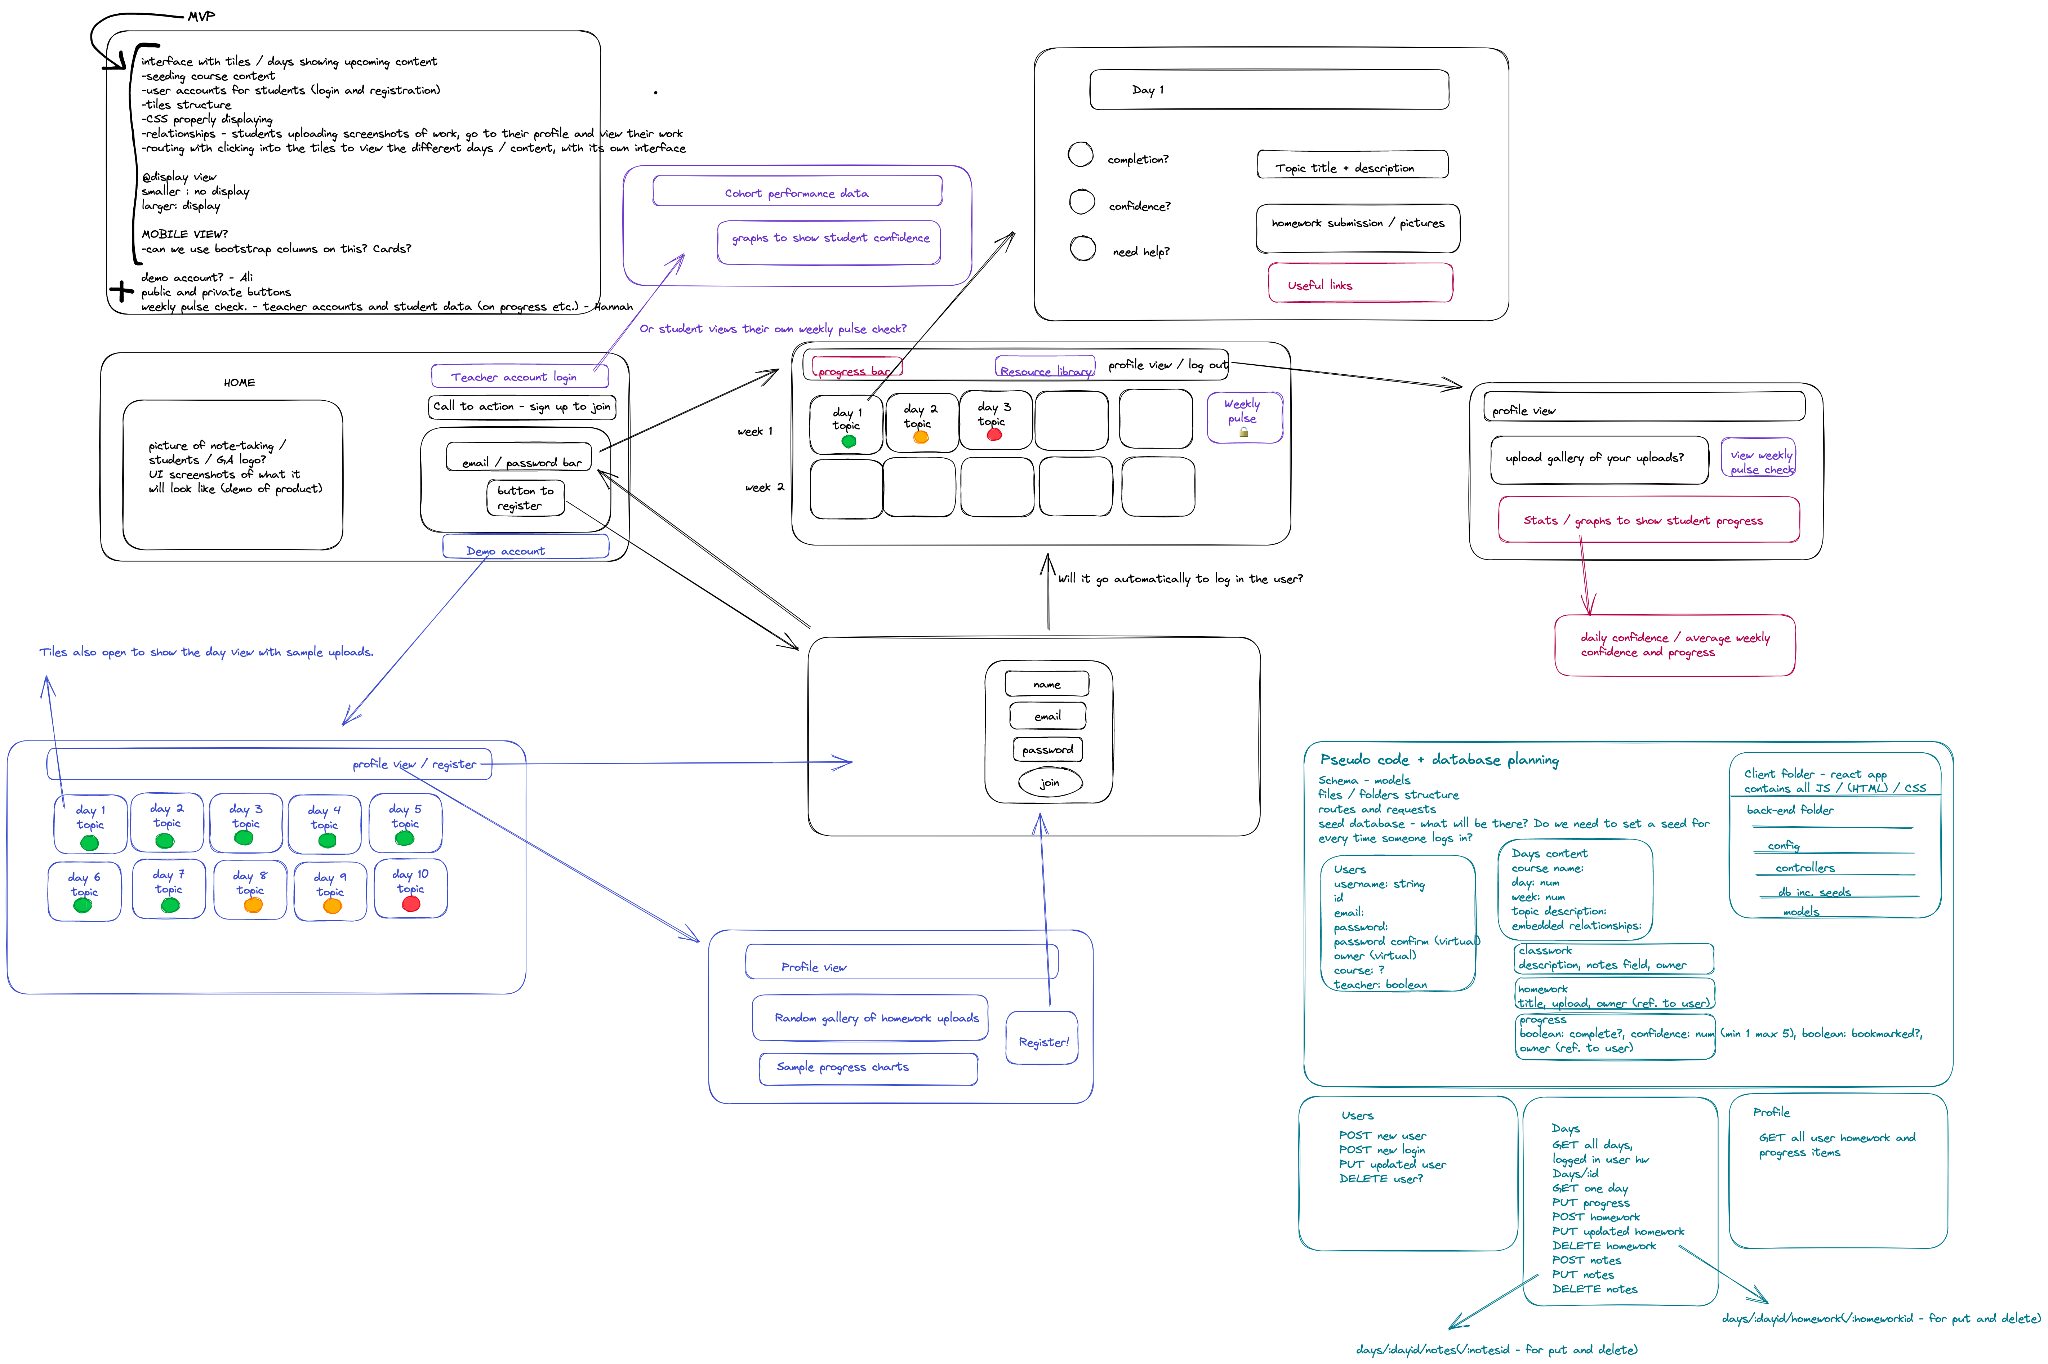 MVP
interface with tiles / days showing upcoming content
-seeding course content
-user accounts for students (login and registration)
-tiles structure
-CSS properly displaying
-relationships - students uploading screenshots of work, go to their profile and view their work
-routing with clicking into the tiles to view the different days / content, with its own interface
@display view
smaller ; no display
larger: display
MOBILE VIEW?
-can we use bootstrap columns on this? Cards?
demo account? - Ali
public and private buttons
weekly pulse check. - teacher accounts and student data (on progress etc.) - Hannah
Cohort performance data
graphs to show student confidence
Or student views their own weekly pulse check?
Day 1
completion?
confidence?
need help?
Topic title + description
homework submission / pictures
Useful links
HOME
picture of note-taking /
students / GA logo?
UI screenshots of what it
will look like (demo of product)
Teacher account login
Call to action - sign up to join
email / password bar
button to
register
Demo account
progress bar
Resource library
profile view / log out
week 1
day 1
topic
day 2
topic
day 3
topic
Weekly
pulse
week 2
profile view
upload gallery of your uploads?
view weekly
pulse check
Stats / graphs to show student progress
daily confidence / average weekly
confidence and progress
Will it go automatically to log in the user?
name
email
password
join
Tiles also open to show the day view with sample uploads.
profile view / register
day 1
topic
day 2
topic
day 3
topic
day 4
topic
day 5
topic
day 6
topic
day 7
topic
day 8
topic
day 9
topic
day 10
topic
Profile view
Random gallery of homework uploads
Sample progress charts
Register!
Pseudo code + database planning
Schema - models
files / folders structure
routes and requests
seed database - what will be there? Do we need to set a seed for
every time someone logs in?
Client folder - react app
contains all JS / (HTML) / CSS
back-end folder
config
controllers
db inc. seeds
models
Users
username: string
id
email:
password:
password confirm (virtual)
owner (virtual)
course: ?
teacher: boolean
Days content
course name:
day: num
week: num
topic description:
embedded relationships:
classwork
description, notes field, owner
homework
title, upload, owner (ref. to user)
progress
boolean: complete?, confidence: num (min 1 max 5), boolean: bookmarked?,
owner (ref. to user)
Users
POST new user
POST new login
PUT updated user
DELETE user?
Days
GET all days,
logged in user hw
Days/:id
GET one day
PUT progress
POST homework
PUT updated homework
DELETE homework
POST notes
PUT notes
DELETE notes
Profile
GET all user homework and
progress items
days/:dayid/homework(/:homeworkid - for put and delete)
days/:dayid/notes(/:notesid - for put and delete)